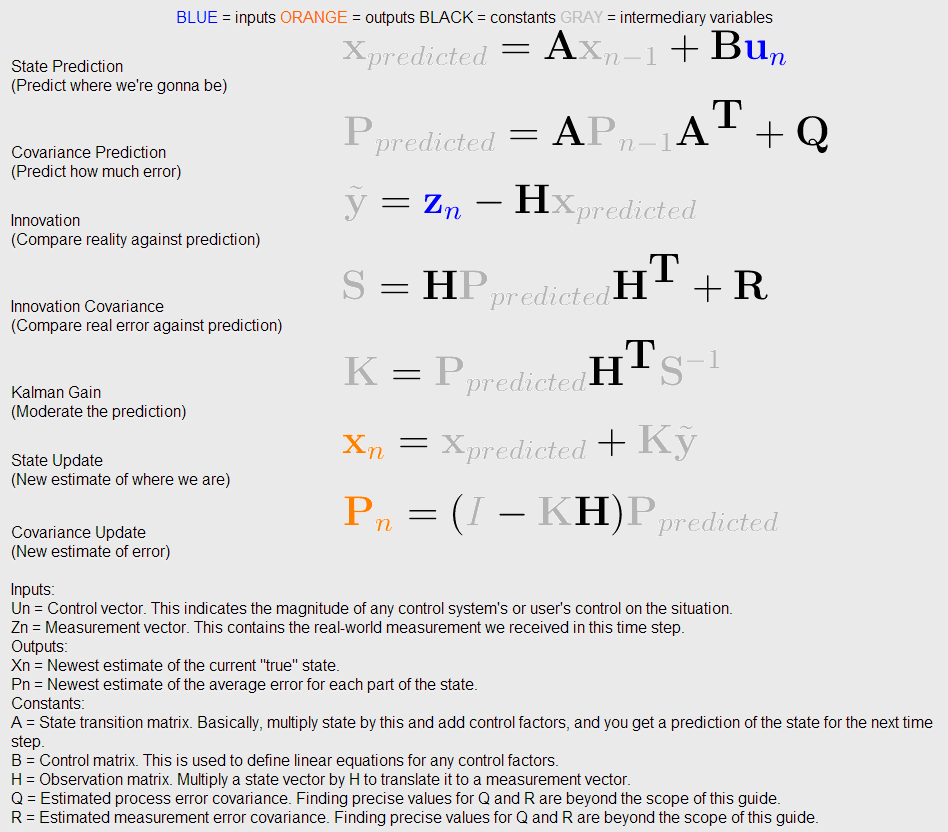 BLUE = inputs ORANGE = outputs BLACK = constants GRAY = intermediary variables
State Prediction
(Predict where we're gonna be)
x_predicted = Ax_{n−1} + Bu_n
Covariance Prediction
(Predict how much error)
P_predicted = AP_{n−1}A^T + Q
Innovation
(Compare reality against prediction)
ỹ = z_n − Hx_predicted
Innovation Covariance
(Compare real error against prediction)
S = HP_predicted H^T + R
Kalman Gain
(Moderate the prediction)
K = P_predicted H^T S^{−1}
State Update
(New estimate of where we are)
x_n = x_predicted + Kỹ
Covariance Update
(New estimate of error)
P_n = (I − KH)P_predicted
Inputs:
Un = Control vector. This indicates the magnitude of any control system's or user's control on the situation.
Zn = Measurement vector. This contains the real-world measurement we received in this time step.
Outputs:
Xn = Newest estimate of the current "true" state.
Pn = Newest estimate of the average error for each part of the state.
Constants:
A = State transition matrix. Basically, multiply state by this and add control factors, and you get a prediction of the state for the next time
step.
B = Control matrix. This is used to define linear equations for any control factors.
H = Observation matrix. Multiply a state vector by H to translate it to a measurement vector.
Q = Estimated process error covariance. Finding precise values for Q and R are beyond the scope of this guide.
R = Estimated measurement error covariance. Finding precise values for Q and R are beyond the scope of this guide.